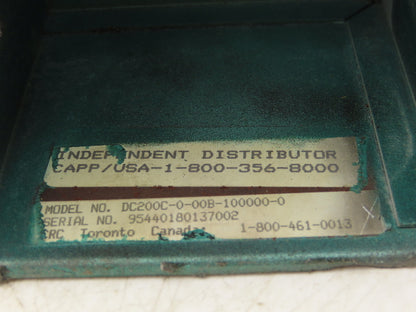 INDEPENDENT DISTRIBUTOR
CAPP/USA-1-800-356-8000
MODEL NO. DC200C-0-00B-100000-0
SERIAL NO. 95440180137002
CRC Toronto Canada 1-800-461-0013